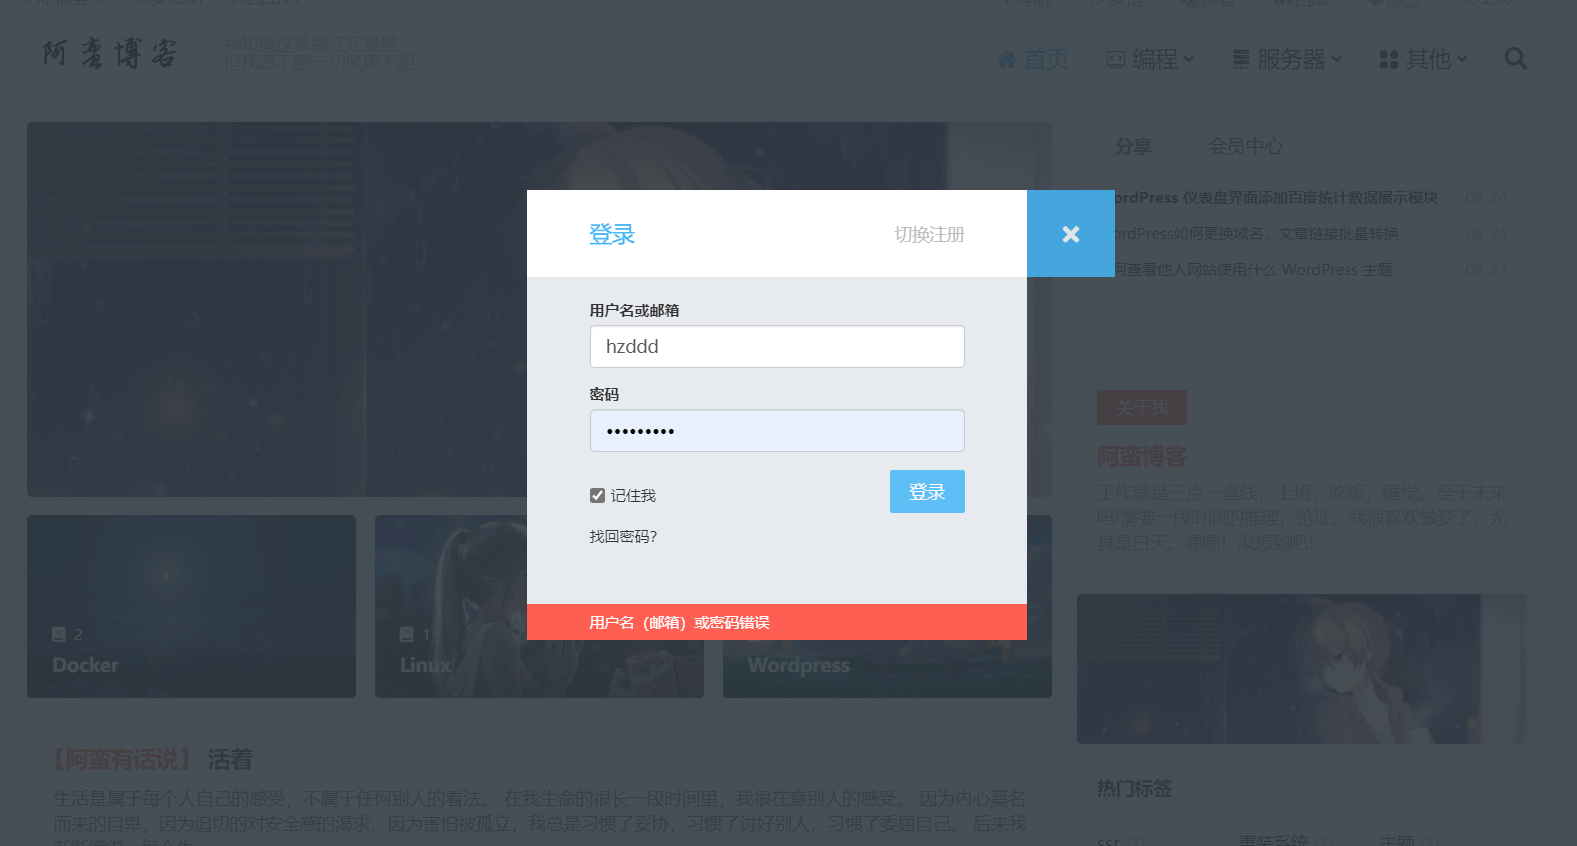 阿蛮博客
我知道这条路注定孤独
但我愿不顾一切风雨无阻
首页
编程
服务器
其他
分享
会员中心
ordPress 仪表盘界面添加百度统计数据展示模块 08-24
ordPress如何更换域名，文章链接批量转换 08-24
何查看他人网站使用什么 WordPress 主题 08-23
登录
切换注册
用户名或邮箱
hzddd
密码
•••••••••
记住我
登录
找回密码?
用户名（邮箱）或密码错误
关于我
阿蛮博客
工作就是三点一直线，上班，吃饭，睡觉。至于未来
吗!需要一段时间的推理，论证。我很喜欢做梦了，尤
其是白天。嘿嘿！没想到吧!
2
Docker
1
Linux
Wordpress
【阿蛮有话说】 活着
生活是属于每个人自己的感受，不属于任何别人的看法。 在我生命的很长一段时间里，我很在意别人的感受。 因为内心莫名
而来的自卑，因为迫切的对安全感的渴求，因为害怕被孤立，我总是习惯了妥协，习惯了讨好别人，习惯了委屈自己。 后来我
热门标签
ssr (1)
重装系统 (1)
主题 (1)